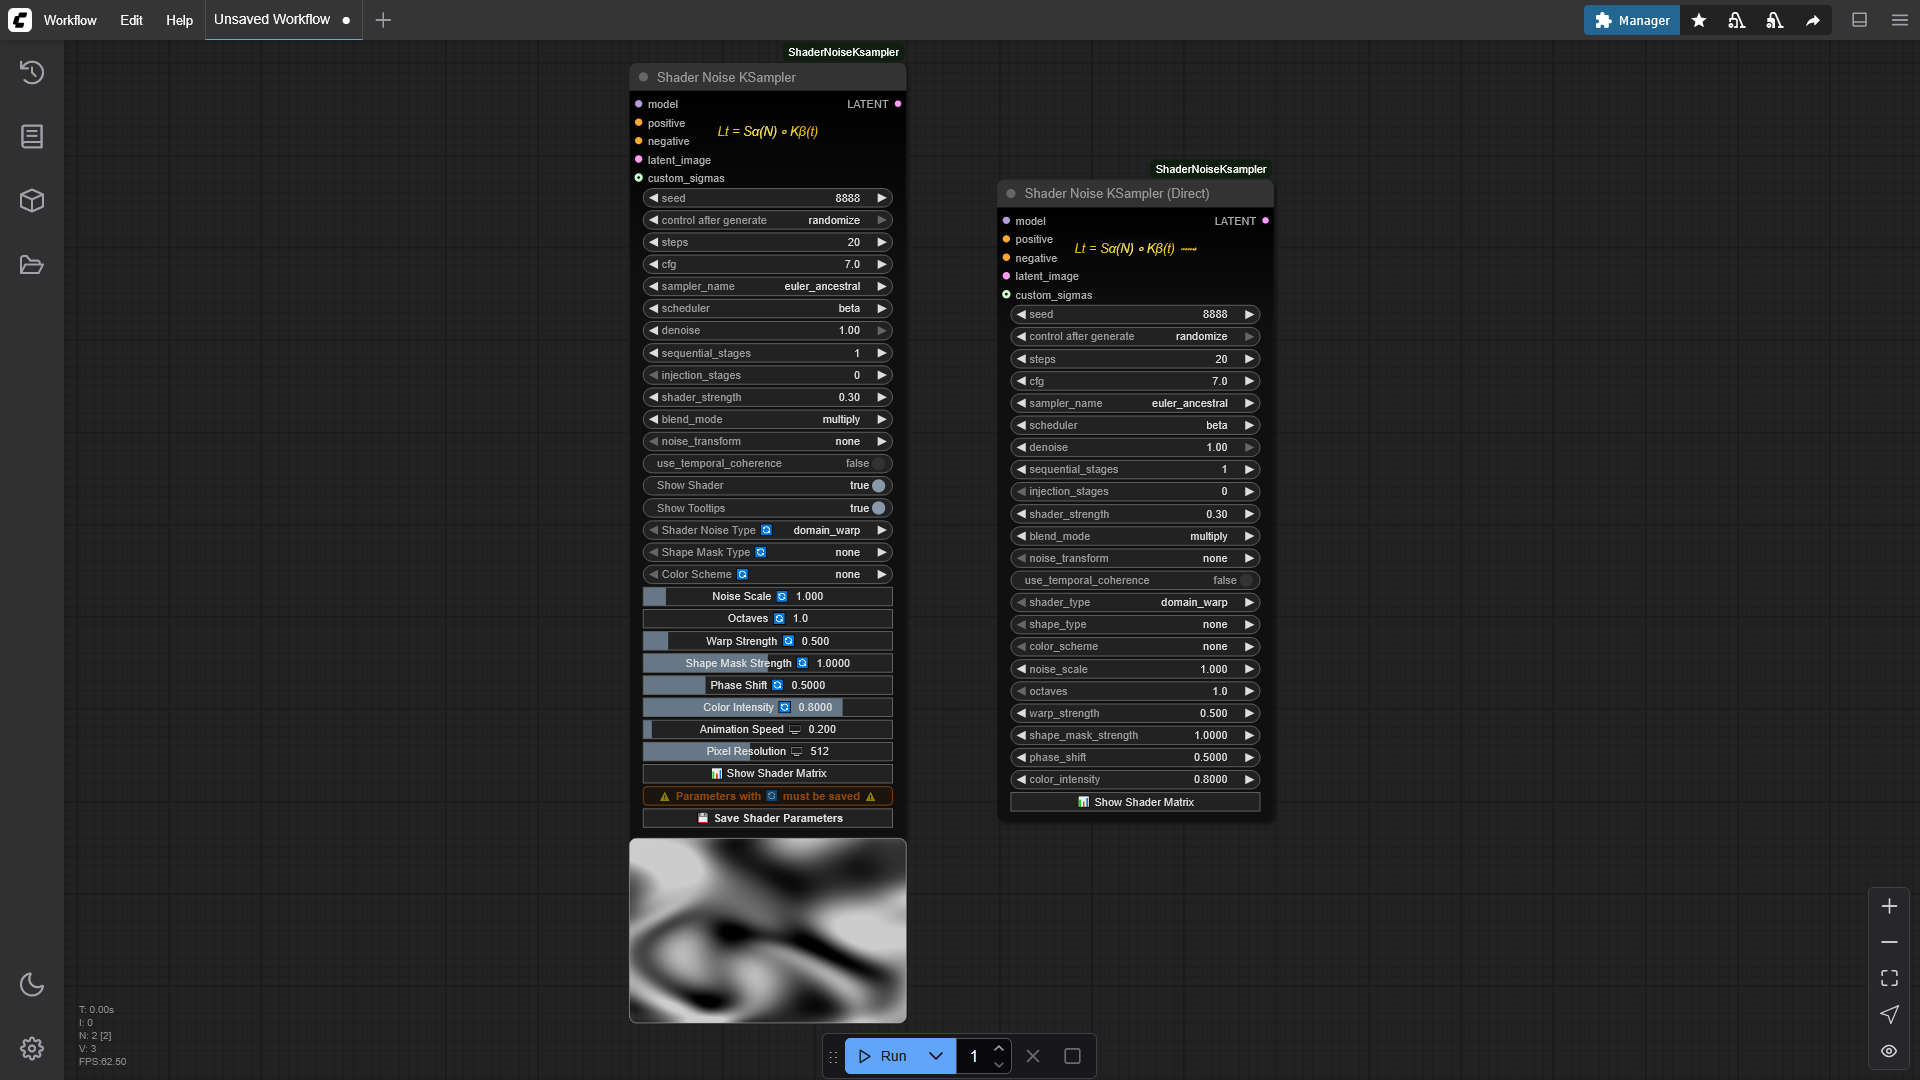 Workflow Edit Help Unsaved Workflow
Manager
ShaderNoiseKsampler
Shader Noise KSampler
model LATENT
positive
Lt = Sα(N) ∘ Kβ(t)
negative
latent_image
custom_sigmas
seed 8888
control after generate randomize
steps 20
cfg 7.0
sampler_name euler_ancestral
scheduler beta
denoise 1.00
sequential_stages 1
injection_stages 0
shader_strength 0.30
blend_mode multiply
noise_transform none
use_temporal_coherence false
Show Shader true
Show Tooltips true
Shader Noise Type 🔄 domain_warp
Shape Mask Type 🔄 none
Color Scheme 🔄 none
Noise Scale 🔄 1.000
Octaves 🔄 1.0
Warp Strength 🔄 0.500
Shape Mask Strength 🔄 1.0000
Phase Shift 🔄 0.5000
Color Intensity 🔄 0.8000
Animation Speed 🖵 0.200
Pixel Resolution 🖵 512
📊 Show Shader Matrix
⚠ Parameters with 🔄 must be saved ⚠
💾 Save Shader Parameters
ShaderNoiseKsampler
Shader Noise KSampler (Direct)
model LATENT
positive
Lt = Sα(N) ∘ Kβ(t) ⟿
negative
latent_image
custom_sigmas
seed 8888
control after generate randomize
steps 20
cfg 7.0
sampler_name euler_ancestral
scheduler beta
denoise 1.00
sequential_stages 1
injection_stages 0
shader_strength 0.30
blend_mode multiply
noise_transform none
use_temporal_coherence false
shader_type domain_warp
shape_type none
color_scheme none
noise_scale 1.000
octaves 1.0
warp_strength 0.500
shape_mask_strength 1.0000
phase_shift 0.5000
color_intensity 0.8000
📊 Show Shader Matrix
T: 0.00s
I: 0
N: 2 [2]
V: 3
FPS:62.50
Run 1